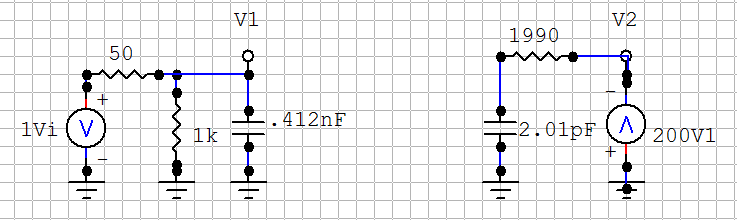 V1
V2
50
1990
+
1Vi
-
1k
.412nF
2.01pF
-
+
200V1